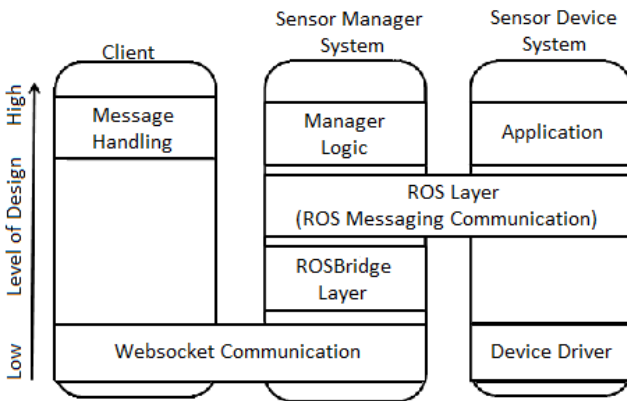 Client
Sensor Manager
System
Sensor Device
System
High
Level of Design
Low
Message
Handling
Manager
Logic
Application
ROS Layer
(ROS Messaging Communication)
ROSBridge
Layer
Websocket Communication
Device Driver